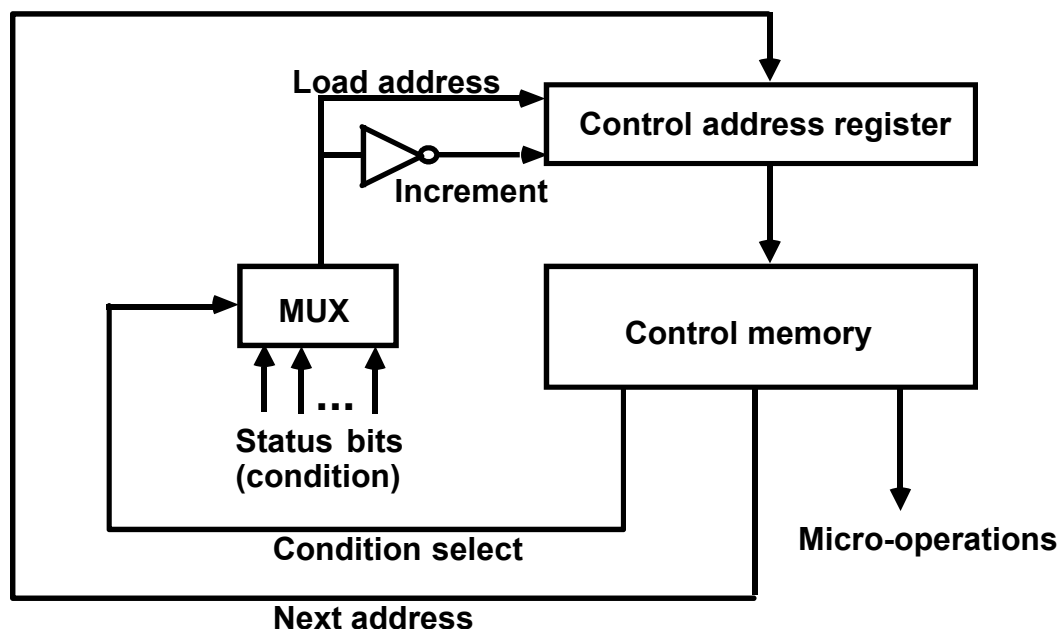 Load address
Control address register
Increment
MUX
Control memory
...
Status bits
(condition)
Condition select
Micro-operations
Next address